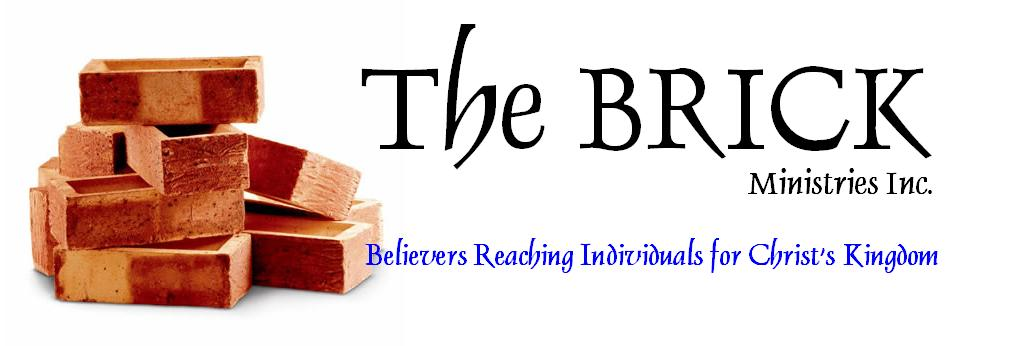 The BRICK
Ministries Inc.
Believers Reaching Individuals for Christ's Kingdom